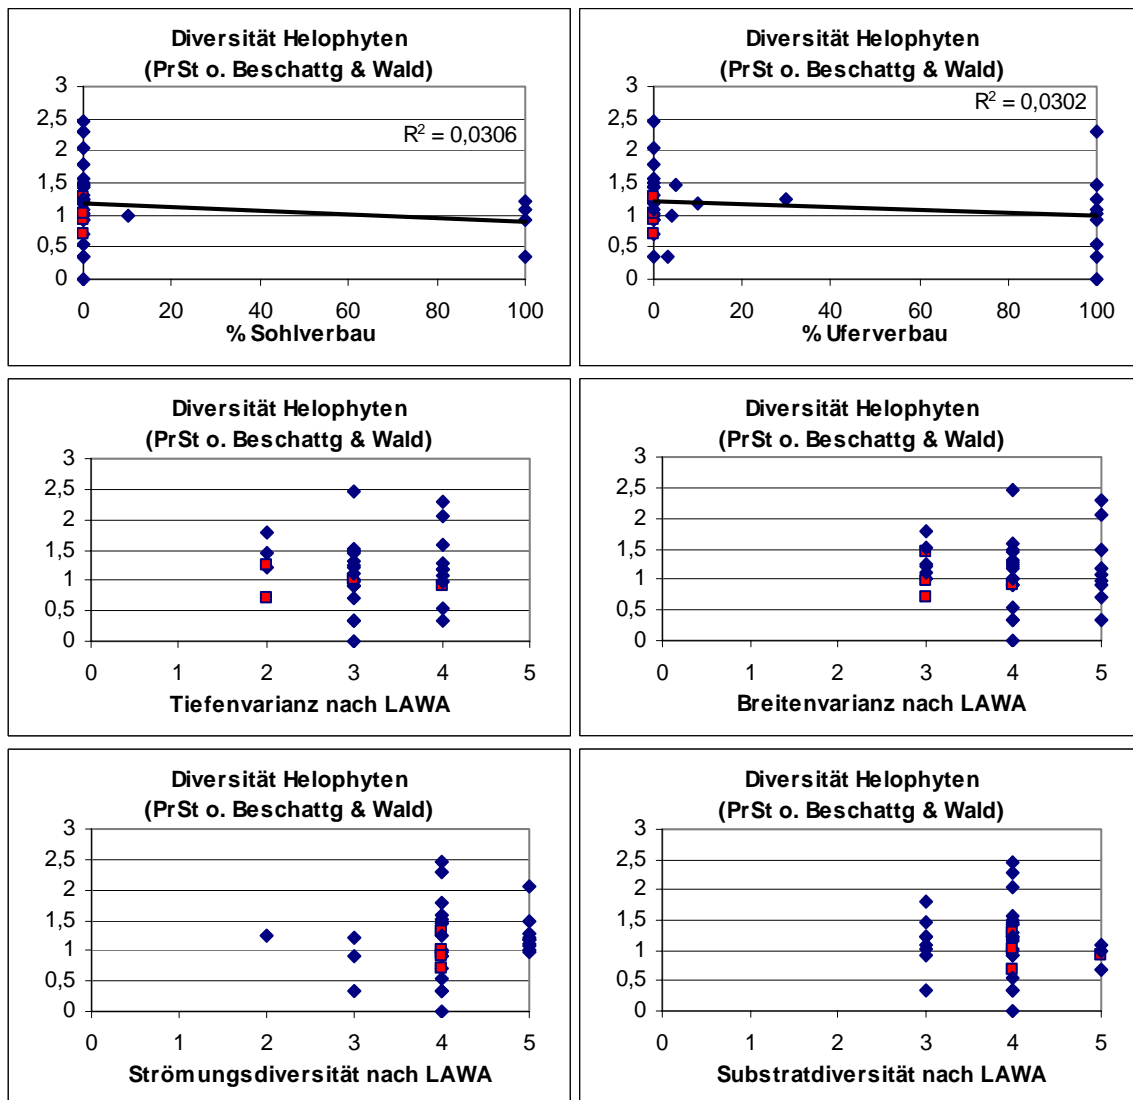 Diversität Helophyten
(PrSt o. Beschattg & Wald)
3
2,5
2
1,5
1
0,5
0
R² = 0,0306
0 20 40 60 80 100
% Sohlverbau
Diversität Helophyten
(PrSt o. Beschattg & Wald)
3
2,5
2
1,5
1
0,5
0
R² = 0,0302
0 20 40 60 80 100
% Uferverbau
Diversität Helophyten
(PrSt o. Beschattg & Wald)
3
2,5
2
1,5
1
0,5
0
0 1 2 3 4 5
Tiefenvarianz nach LAWA
Diversität Helophyten
(PrSt o. Beschattg & Wald)
3
2,5
2
1,5
1
0,5
0
0 1 2 3 4 5
Breitenvarianz nach LAWA
Diversität Helophyten
(PrSt o. Beschattg & Wald)
3
2,5
2
1,5
1
0,5
0
0 1 2 3 4 5
Strömungsdiversität nach LAWA
Diversität Helophyten
(PrSt o. Beschattg & Wald)
3
2,5
2
1,5
1
0,5
0
0 1 2 3 4 5
Substratdiversität nach LAWA